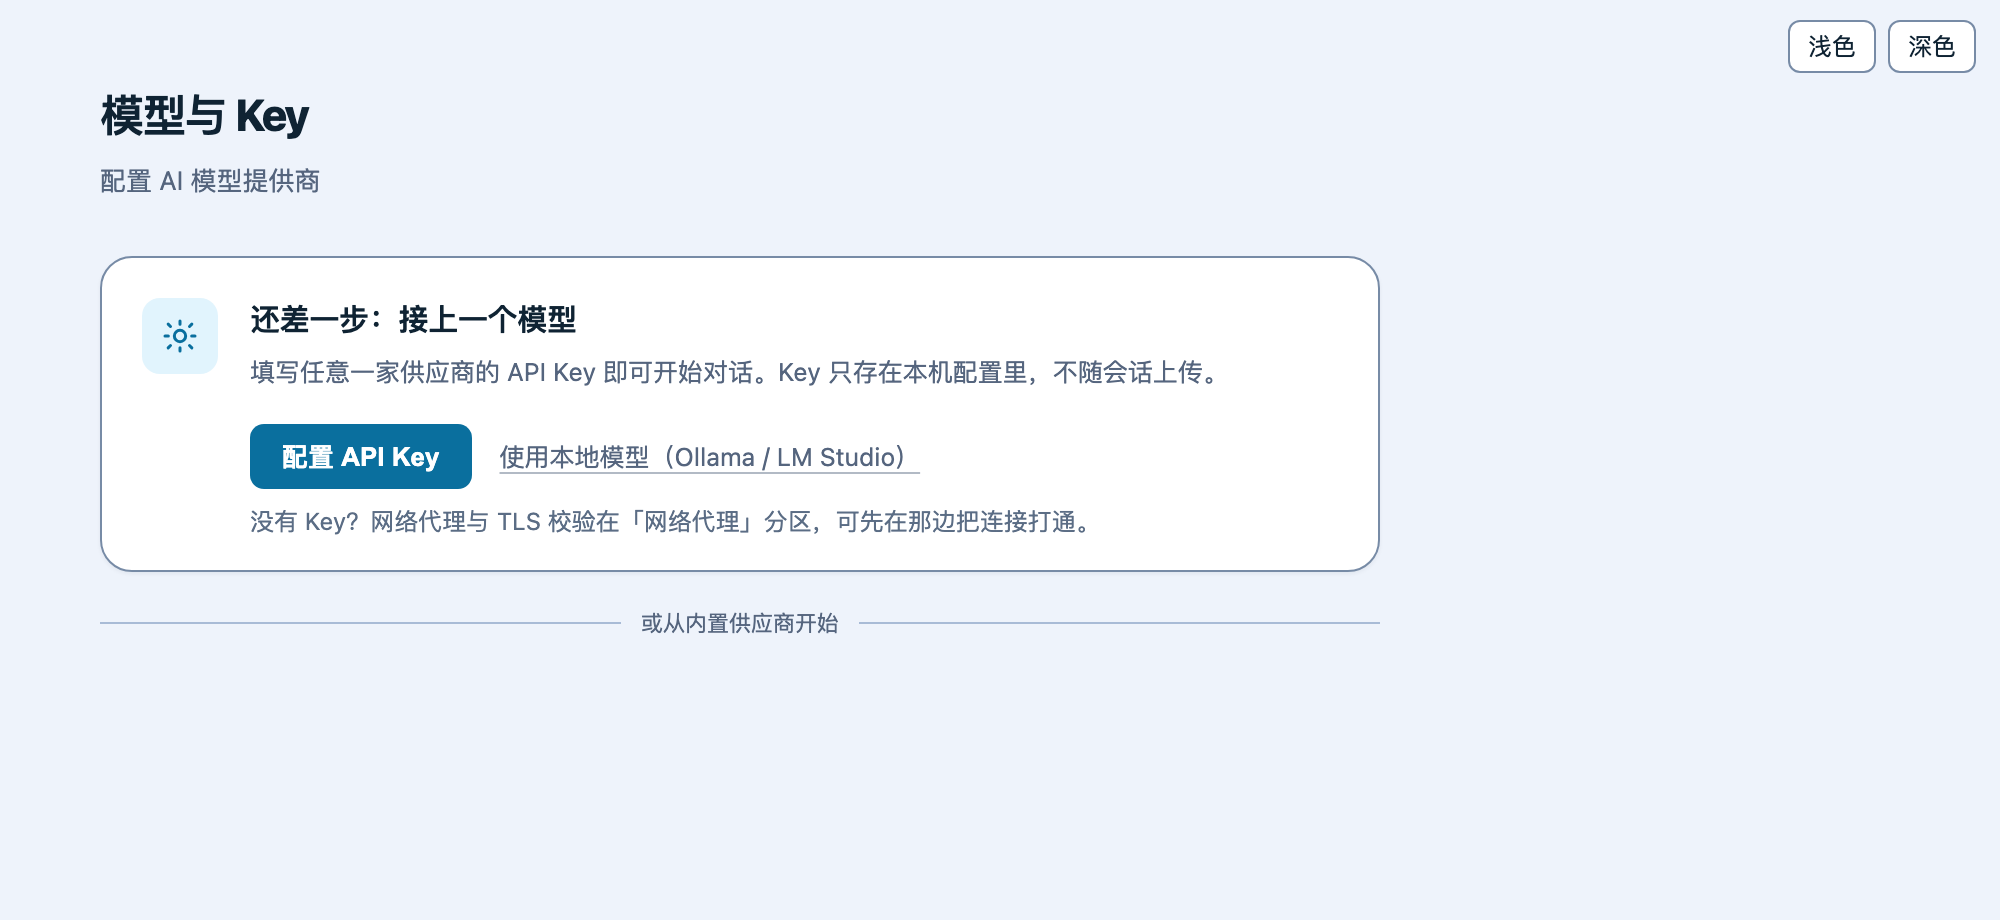 浅色 深色
模型与 Key
配置 AI 模型提供商
还差一步：接上一个模型
填写任意一家供应商的 API Key 即可开始对话。Key 只存在本机配置里，不随会话上传。
配置 API Key 使用本地模型（Ollama / LM Studio）
没有 Key？网络代理与 TLS 校验在「网络代理」分区，可先在那边把连接打通。
或从内置供应商开始